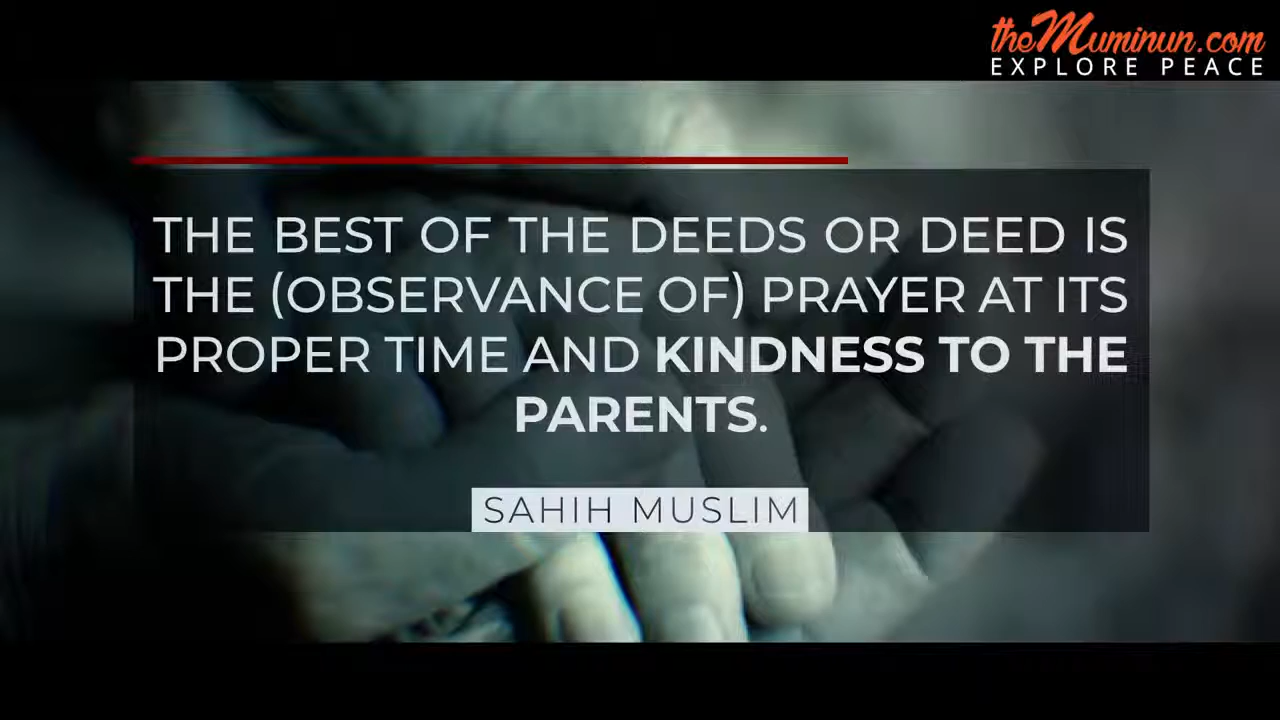 theMuminun.com
EXPLORE PEACE
THE BEST OF THE DEEDS OR DEED IS
THE (OBSERVANCE OF) PRAYER AT ITS
PROPER TIME AND KINDNESS TO THE
PARENTS.
SAHIH MUSLIM